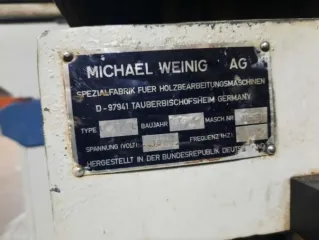 MICHAEL WEINIG AG
SPEZIALFABRIK FUER HOLZBEARBEITUNGSMASCHINEN
D-97941 TAUBERBISCHOFSHEIM GERMANY
TYPE BAUJAHR MASCH.NR
SPANNUNG (VOLT) FREQUENZ (HZ)
HERGESTELLT IN DER BUNDESREPUBLIK DEUTSCHLAND